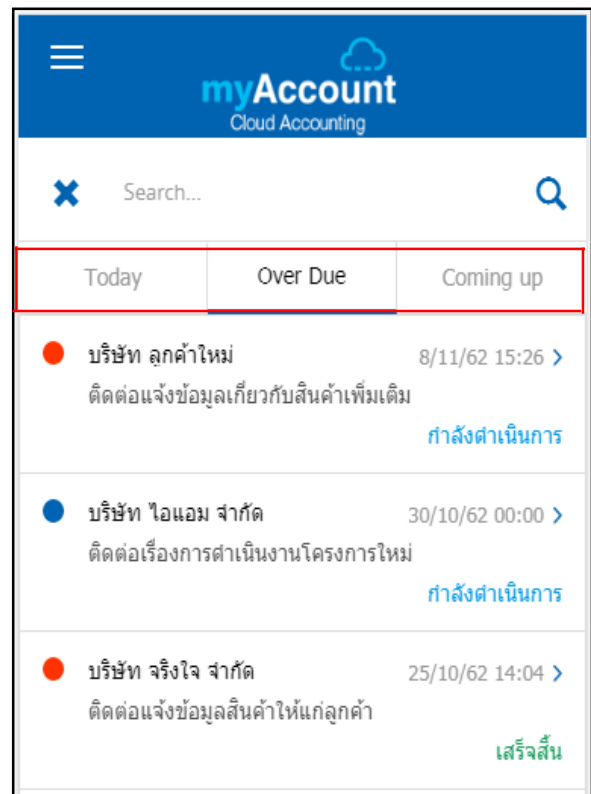 myAccount
Cloud Accounting
Search...
Today Over Due Coming up
บริษัท ลูกค้าใหม่ 8/11/62 15:26
ติดต่อแจ้งข้อมูลเกี่ยวกับสินค้าเพิ่มเติม
กำลังดำเนินการ
บริษัท ไอแอม จำกัด 30/10/62 00:00
ติดต่อเรื่องการดำเนินงานโครงการใหม่
กำลังดำเนินการ
บริษัท จริงใจ จำกัด 25/10/62 14:04
ติดต่อแจ้งข้อมูลสินค้าให้แก่ลูกค้า
เสร็จสิ้น